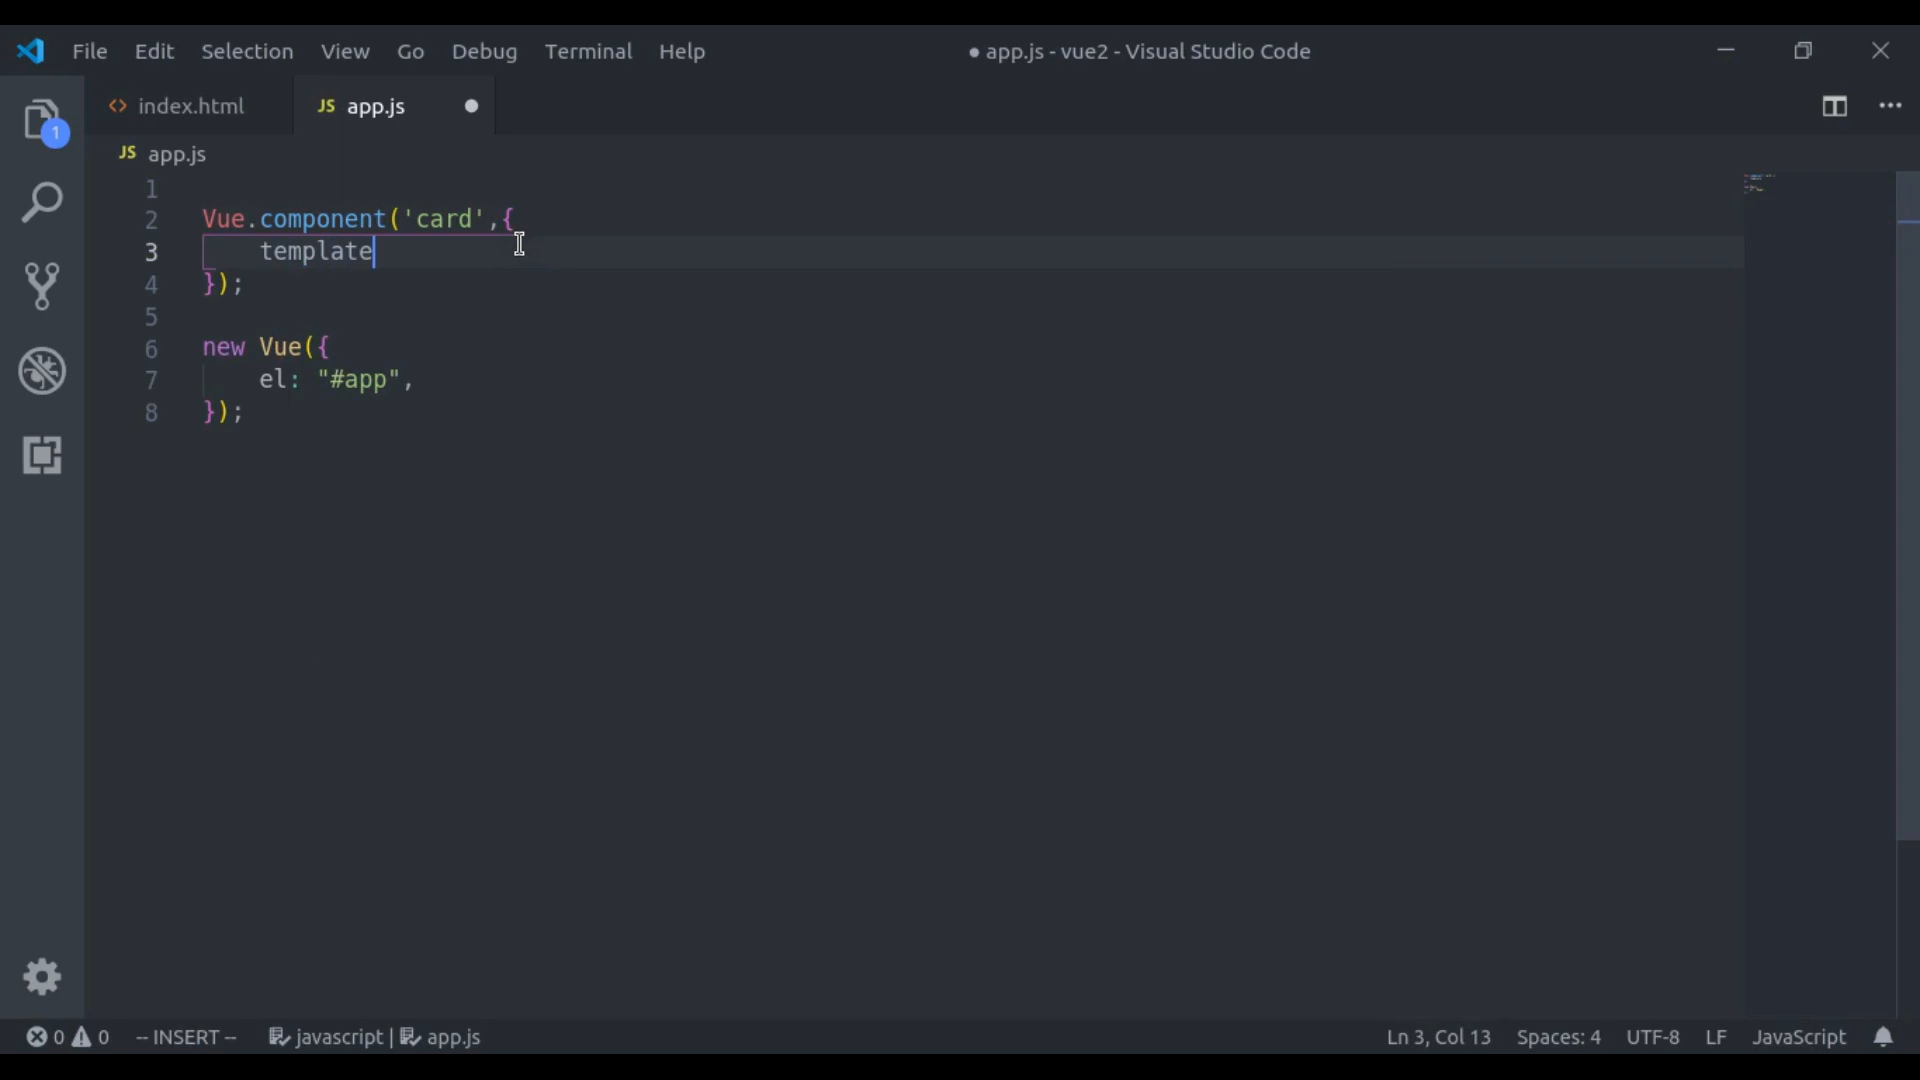 File Edit Selection View Go Debug Terminal Help ● app.js - vue2 - Visual Studio Code
<> index.html JS app.js ●
1
JS app.js
1
2 Vue.component('card',{
3     template
4 });
5
6 new Vue({
7     el: "#app",
8 });
0 0 -- INSERT -- javascript | app.js Ln 3, Col 13 Spaces: 4 UTF-8 LF JavaScript